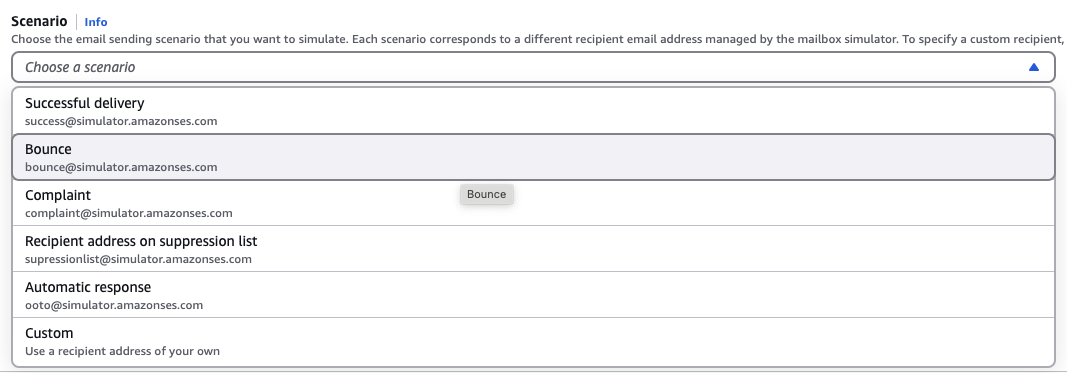 Scenario Info
Choose the email sending scenario that you want to simulate. Each scenario corresponds to a different recipient email address managed by the mailbox simulator. To specify a custom recipient,
Choose a scenario
Successful delivery
success@simulator.amazonses.com
Bounce
bounce@simulator.amazonses.com
Bounce
Complaint
complaint@simulator.amazonses.com
Recipient address on suppression list
supressionlist@simulator.amazonses.com
Automatic response
ooto@simulator.amazonses.com
Custom
Use a recipient address of your own